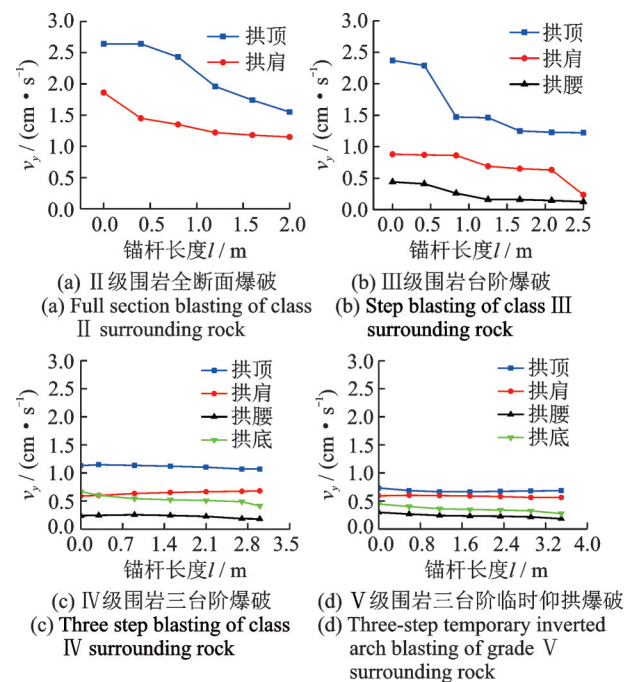 拱顶
拱肩
v_y / (cm·s⁻¹)
3.0
2.5
2.0
1.5
1.0
0.5
0.0
0.0 0.4 0.8 1.2 1.6 2.0
锚杆长度l / m
(a) Ⅱ级围岩全断面爆破
(a) Full section blasting of class
Ⅱ surrounding rock
拱顶
拱肩
拱腰
v_y / (cm·s⁻¹)
3.0
2.5
2.0
1.5
1.0
0.5
0.0
0.0 0.5 1.0 1.5 2.0 2.5
锚杆长度l / m
(b) Ⅲ级围岩台阶爆破
(b) Step blasting of class Ⅲ
surrounding rock
拱顶
拱肩
拱腰
拱底
v_y / (cm·s⁻¹)
3.0
2.5
2.0
1.5
1.0
0.5
0.0
0.0 0.7 1.4 2.1 2.8 3.5
锚杆长度l / m
(c) Ⅳ级围岩三台阶爆破
(c) Three step blasting of class
Ⅳ surrounding rock
拱顶
拱肩
拱腰
拱底
v_y / (cm·s⁻¹)
3.0
2.5
2.0
1.5
1.0
0.5
0.0
0.0 0.8 1.6 2.4 3.2 4.0
锚杆长度l / m
(d) Ⅴ级围岩三台阶临时仰拱爆破
(d) Three-step temporary inverted
arch blasting of grade Ⅴ
surrounding rock